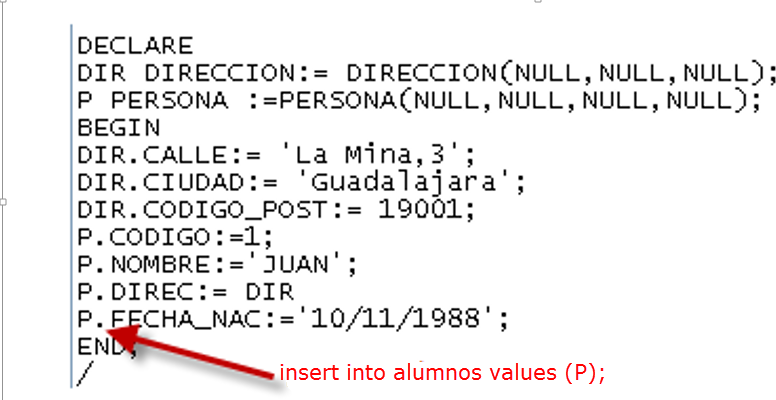 DECLARE
DIR DIRECCION:= DIRECCION(NULL,NULL,NULL);
P PERSONA :=PERSONA(NULL,NULL,NULL,NULL);
BEGIN
DIR.CALLE:= 'La Mina,3';
DIR.CIUDAD:= 'Guadalajara';
DIR.CODIGO_POST:= 19001;
P.CODIGO:=1;
P.NOMBRE:='JUAN';
P.DIREC:= DIR
P.FECHA_NAC:='10/11/1988';
END;
insert into alumnos values (P);
/